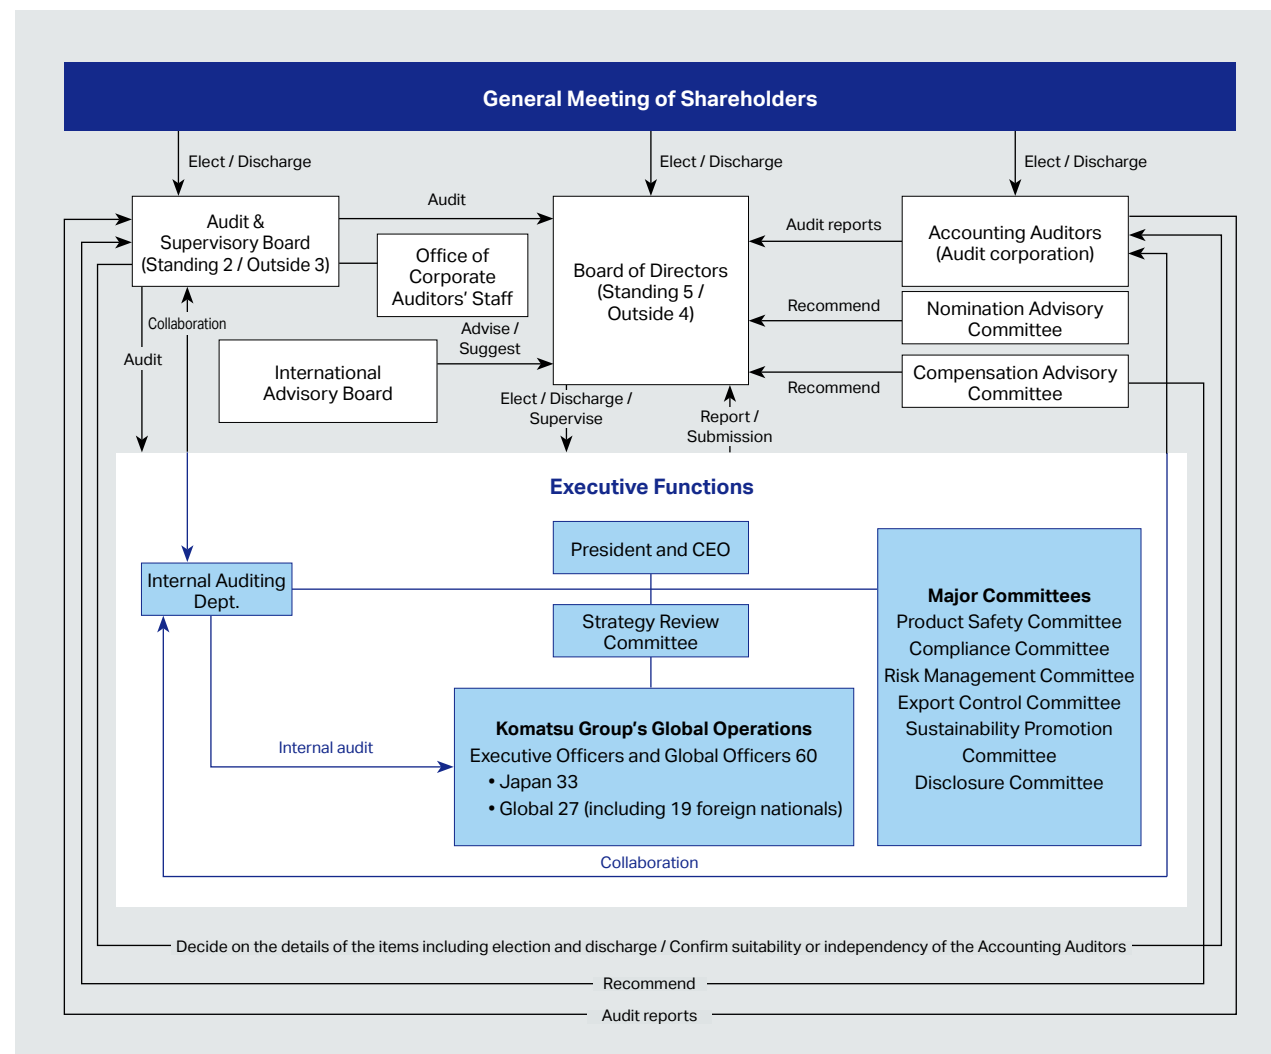 General Meeting of Shareholders
Elect / Discharge
Elect / Discharge
Elect / Discharge
Audit &
Supervisory Board
(Standing 2 / Outside 3)
Audit
Office of
Corporate
Auditors’ Staff
Board of Directors
(Standing 5 /
Outside 4)
Audit reports
Accounting Auditors
(Audit corporation)
Recommend
Nomination Advisory
Committee
Recommend
Compensation Advisory
Committee
Collaboration
Audit
Advise /
Suggest
International
Advisory Board
Elect / Discharge /
Supervise
Report /
Submission
Executive Functions
President and CEO
Internal Auditing
Dept.
Strategy Review
Committee
Major Committees
Product Safety Committee
Compliance Committee
Risk Management Committee
Export Control Committee
Sustainability Promotion
Committee
Disclosure Committee
Internal audit
Komatsu Group’s Global Operations
Executive Officers and Global Officers 60
• Japan 33
• Global 27 (including 19 foreign nationals)
Collaboration
Decide on the details of the items including election and discharge / Confirm suitability or independency of the Accounting Auditors
Recommend
Audit reports